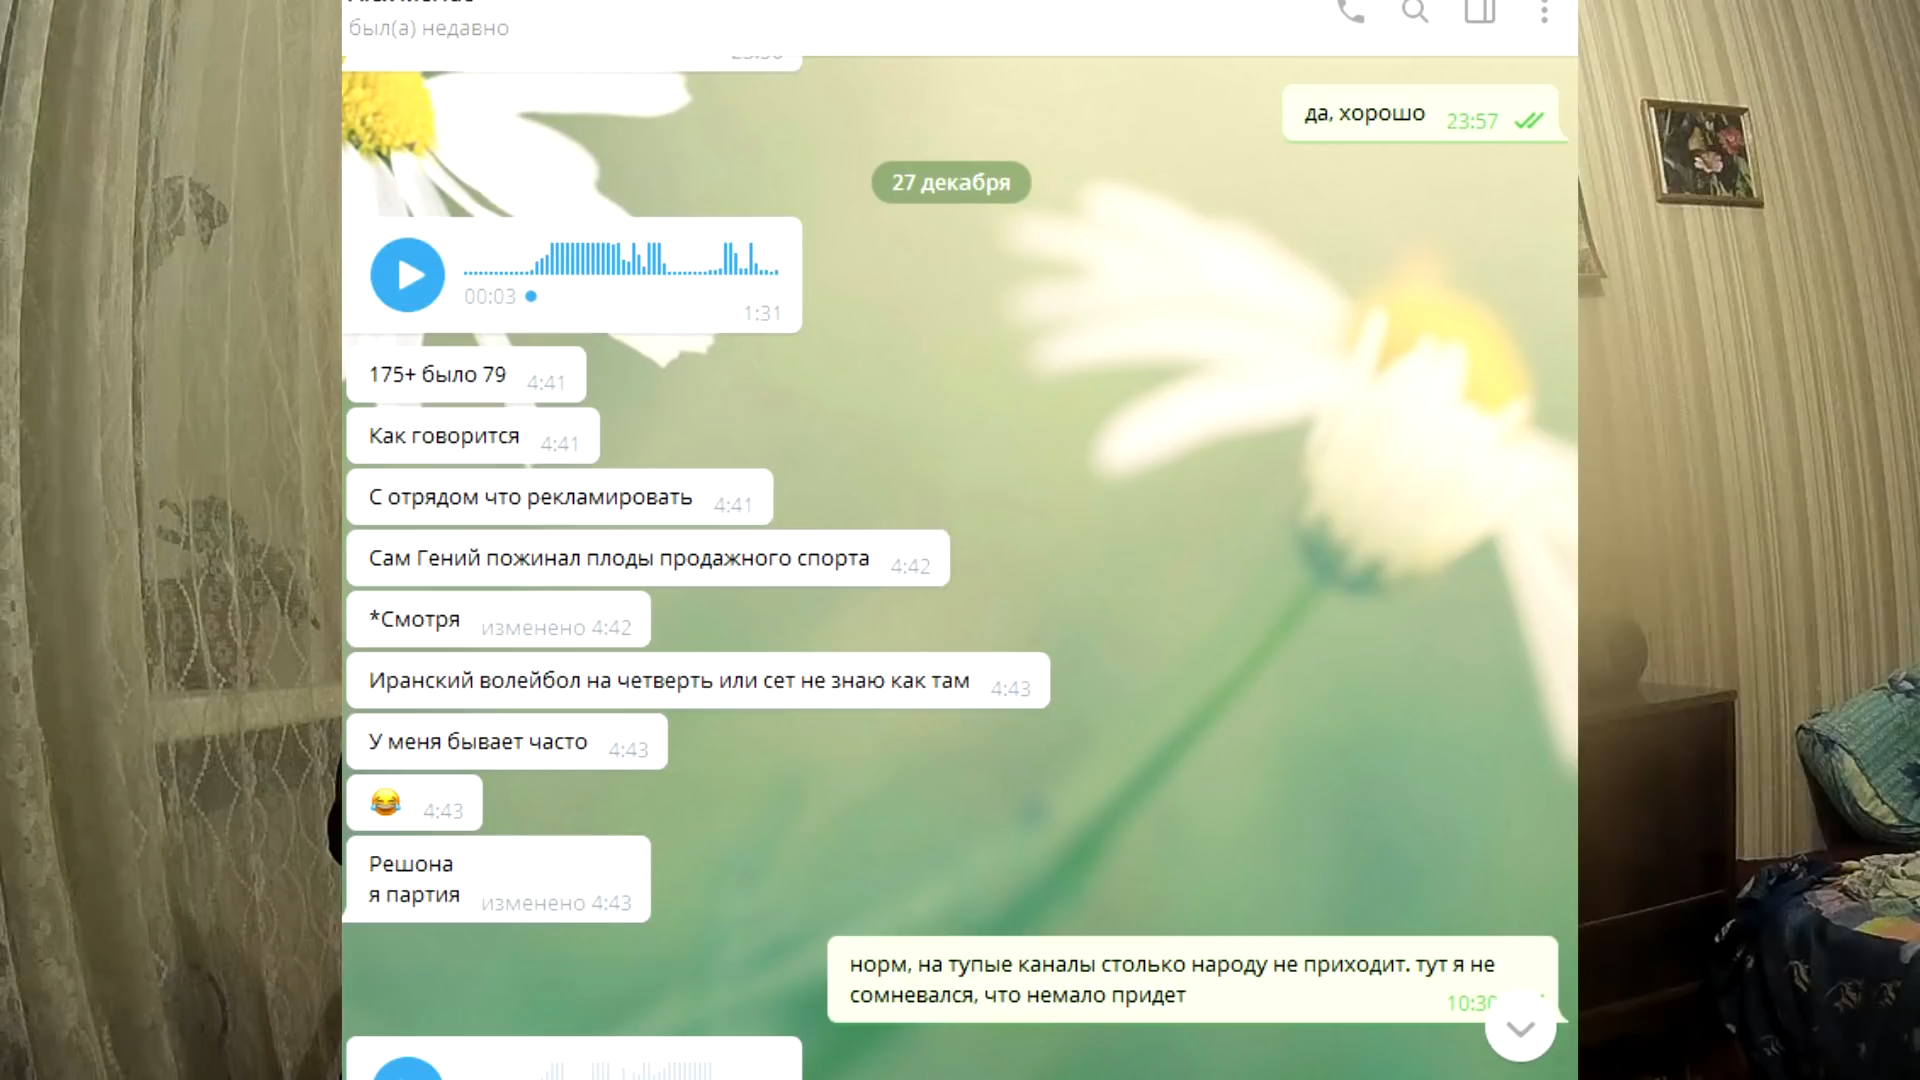 был(а) недавно
да, хорошо 23:57
27 декабря
00:03
1:31
175+ было 79 4:41
Как говорится 4:41
С отрядом что рекламировать 4:41
Сам Гений пожинал плоды продажного спорта 4:42
*Смотря изменено 4:42
Иранский волейбол на четверть или сет не знаю как там 4:43
У меня бывает часто 4:43
😂 4:43
Решона
я партия изменено 4:43
норм, на тупые каналы столько народу не приходит. тут я не
сомневался, что немало придет 10:30